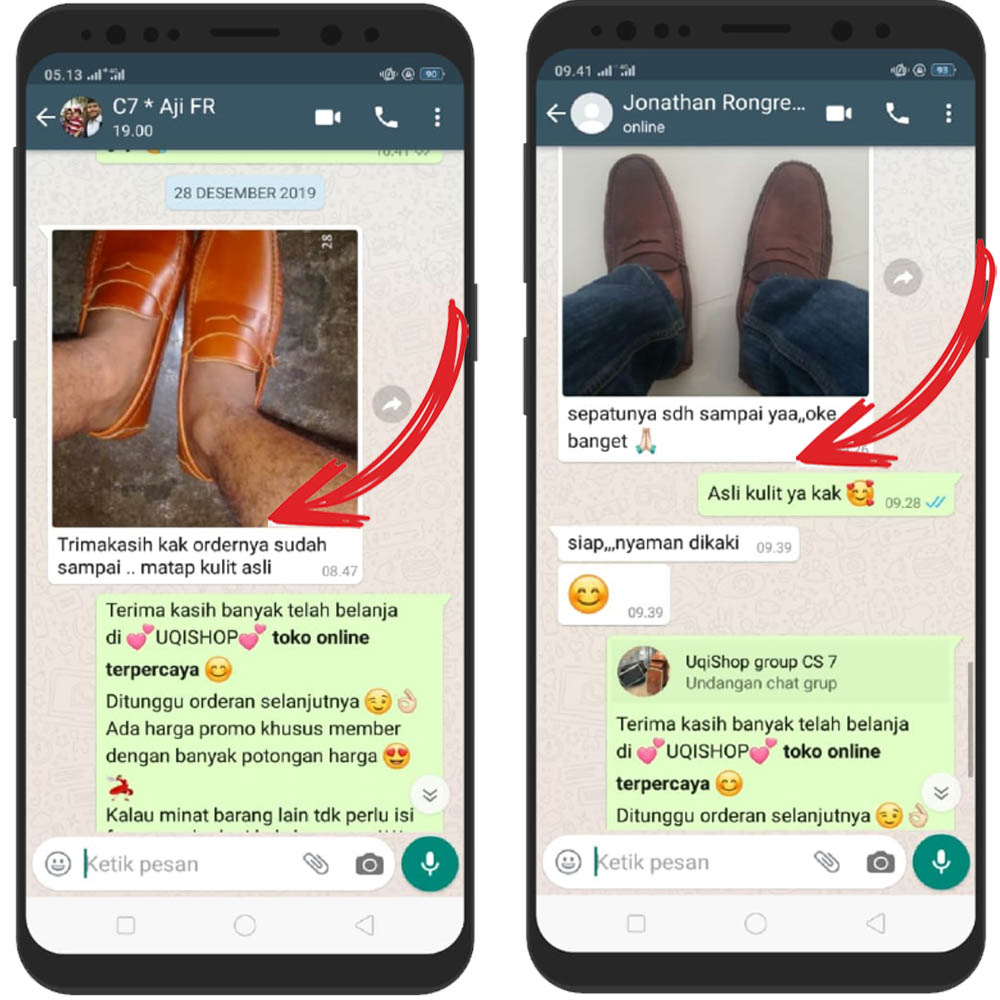 05.13
90
C7 * Aji FR
19.00
28 DESEMBER 2019
28
Trimakasih kak ordernya sudah
sampai .. matap kulit asli
08.47
Terima kasih banyak telah belanja
di 💕UQISHOP💕 toko online
terpercaya 😊
Ditunggu orderan selanjutnya 😉👌🏻
Ada harga promo khusus member
dengan banyak potongan harga 😍
💃
Kalau minat barang lain tdk perlu isi
Ketik pesan
09.41
93
Jonathan Rongre...
online
sepatunya sdh sampai yaa,,oke
banget 🙏🏻
Asli kulit ya kak 🥰
09.28
siap,,,nyaman dikaki
09.39
😊
09.39
UqiShop group CS 7
Undangan chat grup
Terima kasih banyak telah belanja
di 💕UQISHOP💕 toko online
terpercaya 😊
Ditunggu orderan selanjutnya 😉👌🏻
Ketik pesan